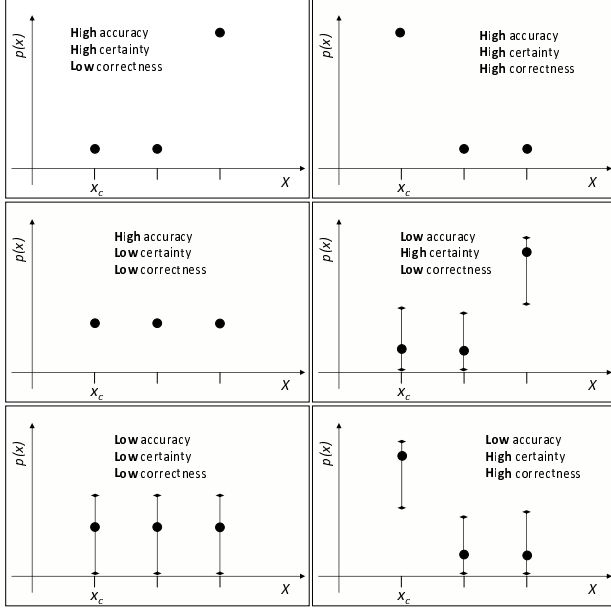 p(x)
High accuracy
High certainty
Low correctness
x_c
X
p(x)
High accuracy
High certainty
High correctness
x_c
X
p(x)
High accuracy
Low certainty
Low correctness
x_c
X
p(x)
Low accuracy
High certainty
Low correctness
x_c
X
p(x)
Low accuracy
Low certainty
Low correctness
x_c
X
p(x)
Low accuracy
High certainty
High correctness
x_c
X